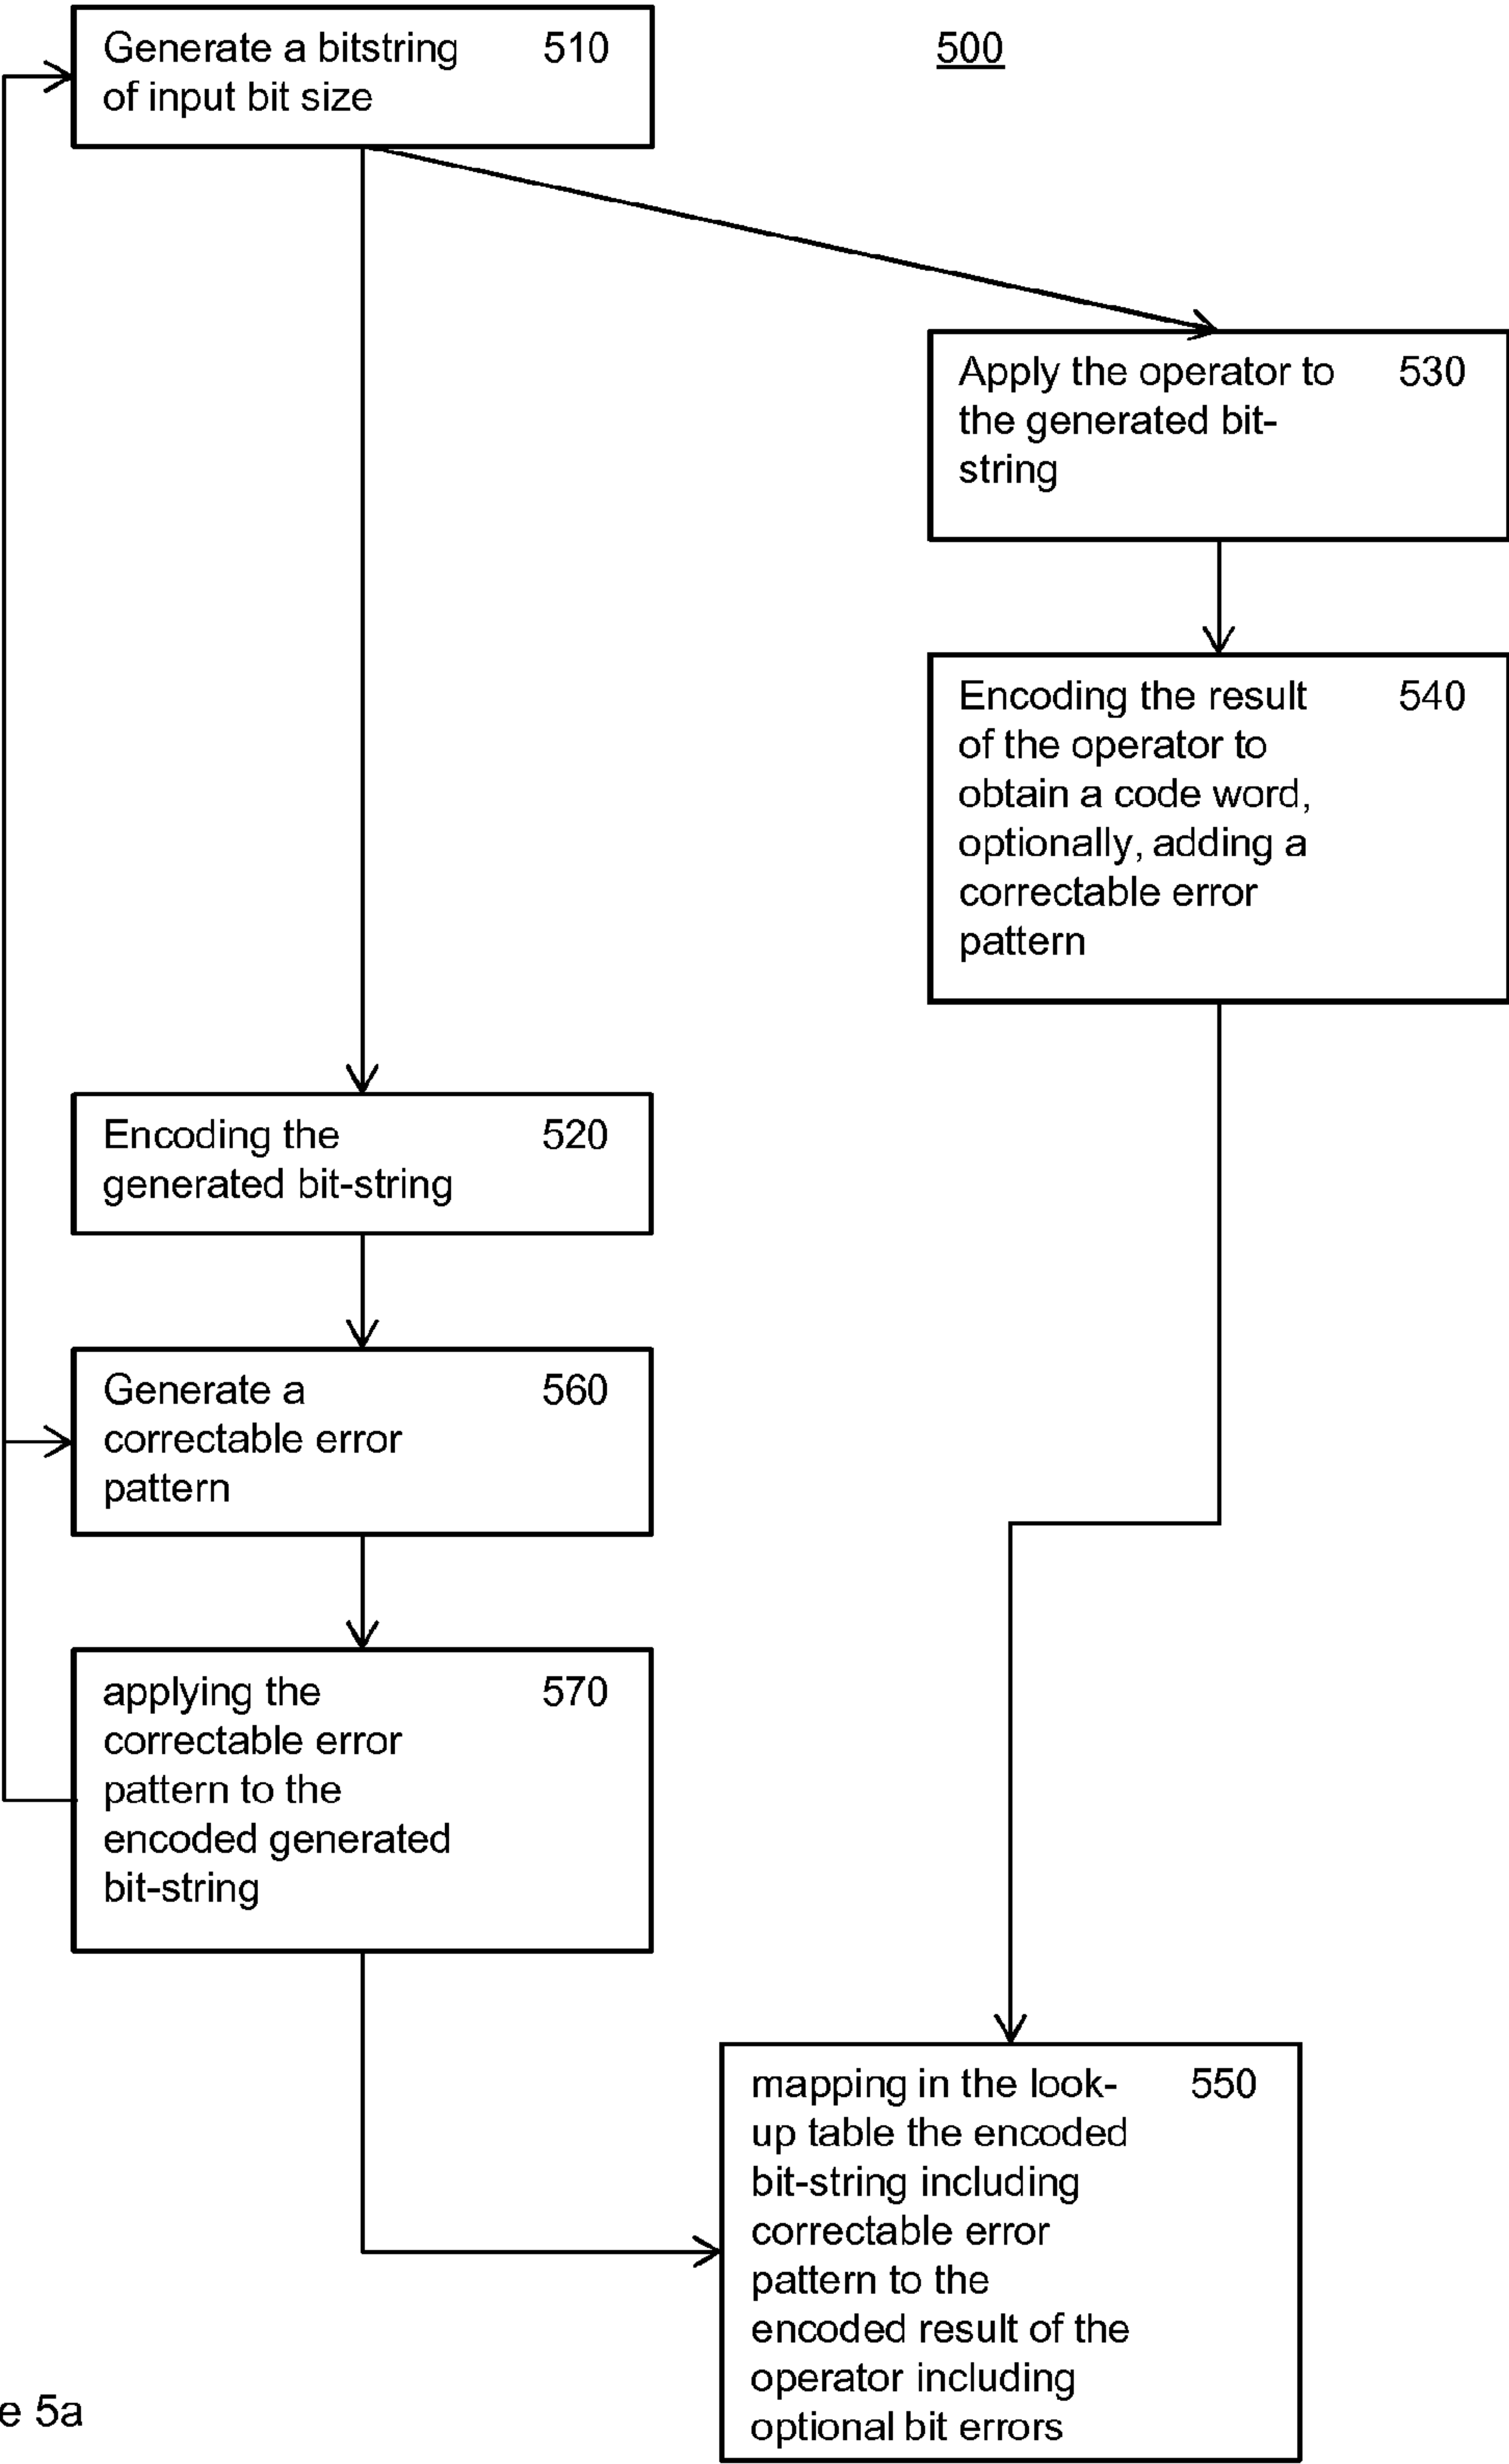 Generate a bitstring 510
of input bit size
500
Apply the operator to 530
the generated bit-
string
Encoding the result 540
of the operator to
obtain a code word,
optionally, adding a
correctable error
pattern
Encoding the 520
generated bit-string
Generate a 560
correctable error
pattern
applying the 570
correctable error
pattern to the
encoded generated
bit-string
mapping in the look- 550
up table the encoded
bit-string including
correctable error
pattern to the
encoded result of the
operator including
optional bit errors
e 5a